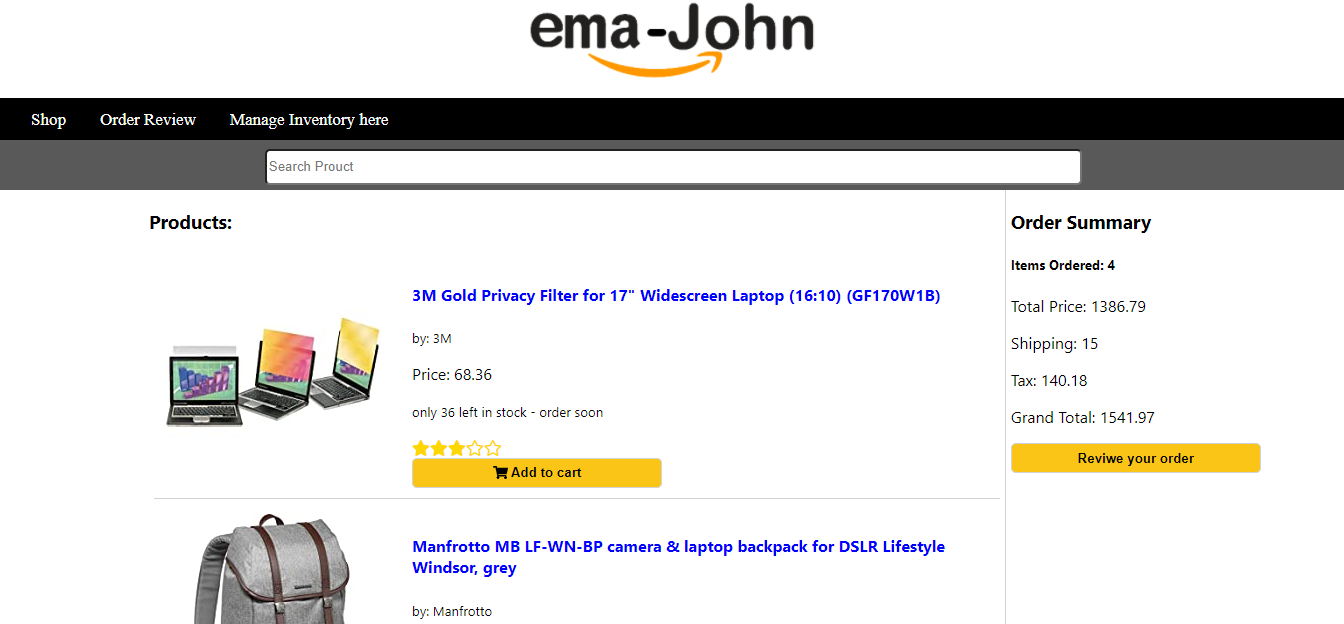 ema-John
Shop Order Review Manage Inventory here
Search Prouct
Products:
3M Gold Privacy Filter for 17" Widescreen Laptop (16:10) (GF170W1B)
by: 3M
Price: 68.36
only 36 left in stock - order soon
Add to cart
Manfrotto MB LF-WN-BP camera & laptop backpack for DSLR Lifestyle
Windsor, grey
by: Manfrotto
Order Summary
Items Ordered: 4
Total Price: 1386.79
Shipping: 15
Tax: 140.18
Grand Total: 1541.97
Reviwe your order